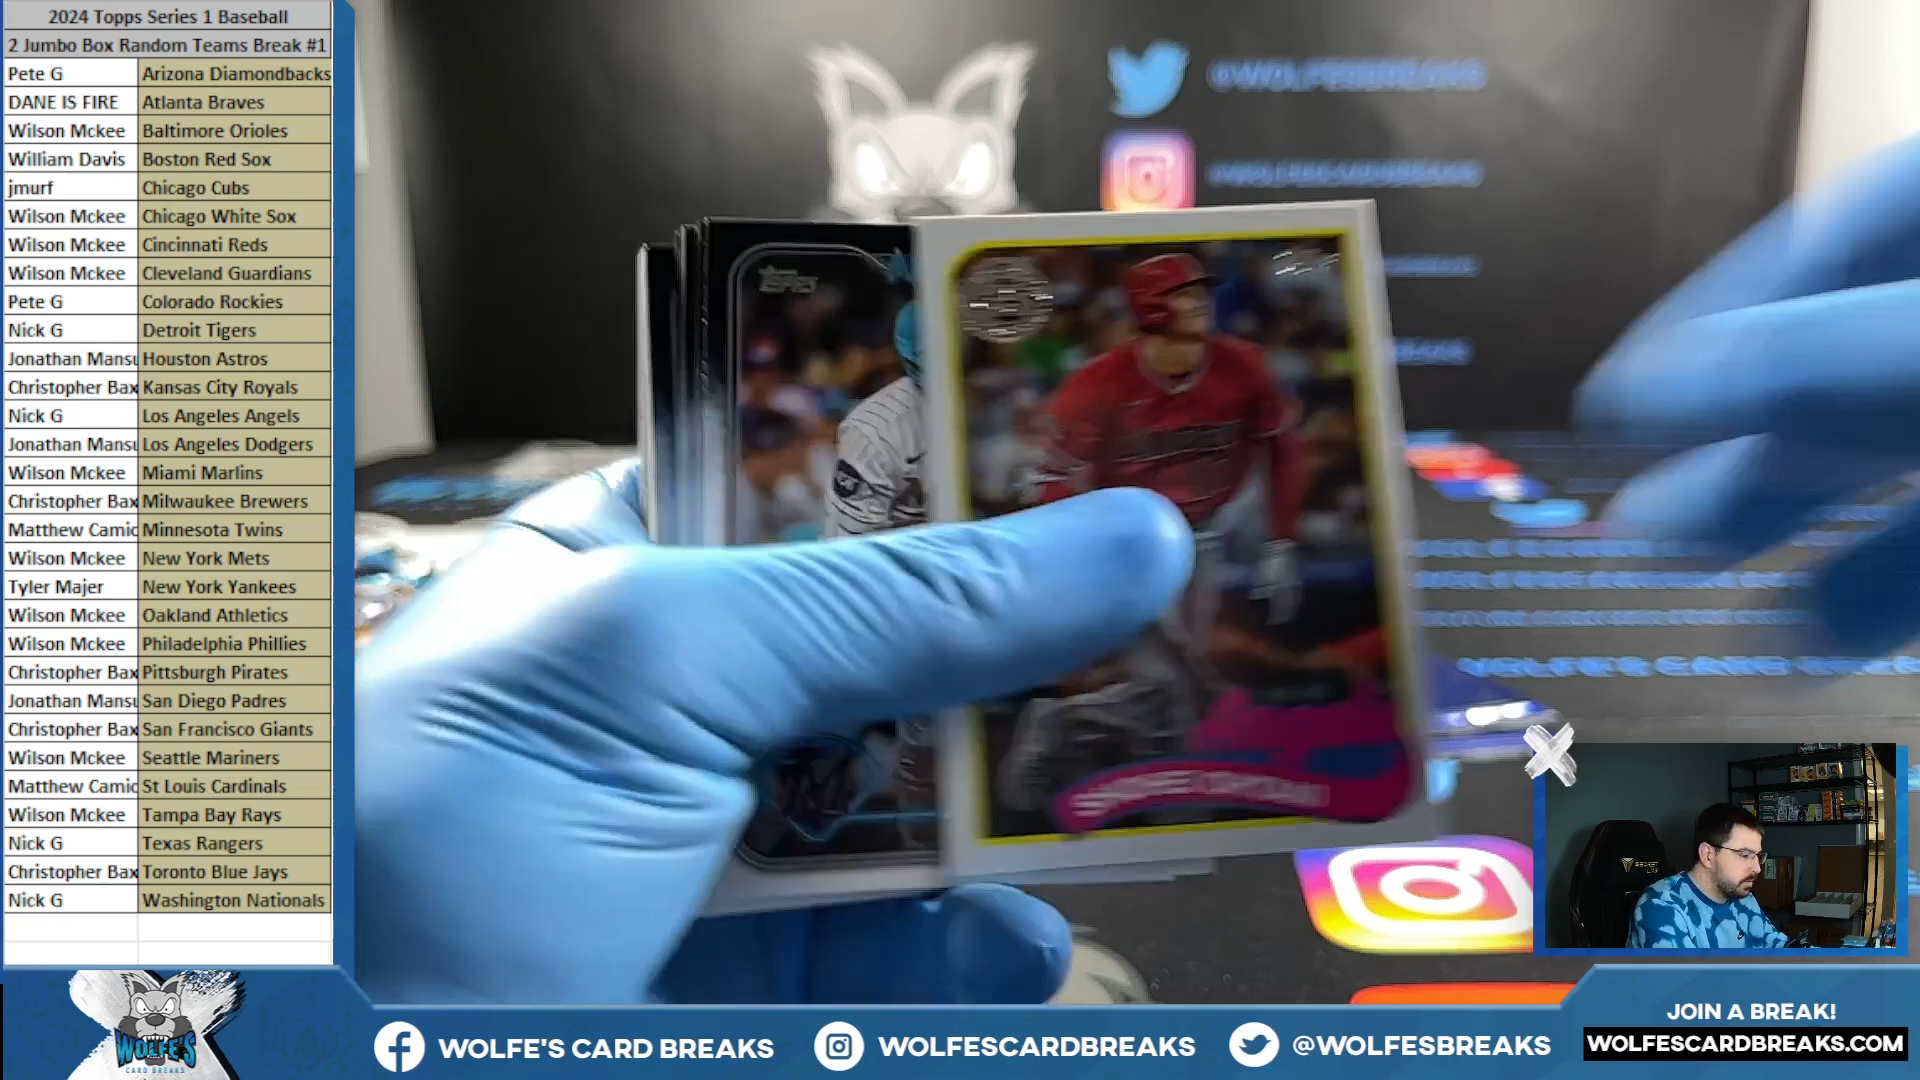 2024 Topps Series 1 Baseball
2 Jumbo Box Random Teams Break #1
Pete G Arizona Diamondbacks
DANE IS FIRE Atlanta Braves
Wilson Mckee Baltimore Orioles
William Davis Boston Red Sox
jmurf Chicago Cubs
Wilson Mckee Chicago White Sox
Wilson Mckee Cincinnati Reds
Wilson Mckee Cleveland Guardians
Pete G Colorado Rockies
Nick G Detroit Tigers
Jonathan Mansu Houston Astros
Christopher Bax Kansas City Royals
Nick G Los Angeles Angels
Jonathan Mansu Los Angeles Dodgers
Wilson Mckee Miami Marlins
Christopher Bax Milwaukee Brewers
Matthew Camic Minnesota Twins
Wilson Mckee New York Mets
Tyler Majer New York Yankees
Wilson Mckee Oakland Athletics
Wilson Mckee Philadelphia Phillies
Christopher Bax Pittsburgh Pirates
Jonathan Mansu San Diego Padres
Christopher Bax San Francisco Giants
Wilson Mckee Seattle Mariners
Matthew Camic St Louis Cardinals
Wilson Mckee Tampa Bay Rays
Nick G Texas Rangers
Christopher Bax Toronto Blue Jays
Nick G Washington Nationals
@WOLFESBREAKS
@WOLFESCARDBREAKS
TOPPS
WOLFE'S
CARD BREAKS
WOLFE'S CARD BREAKS
WOLFESCARDBREAKS
@WOLFESBREAKS
JOIN A BREAK!
WOLFESCARDBREAKS.COM